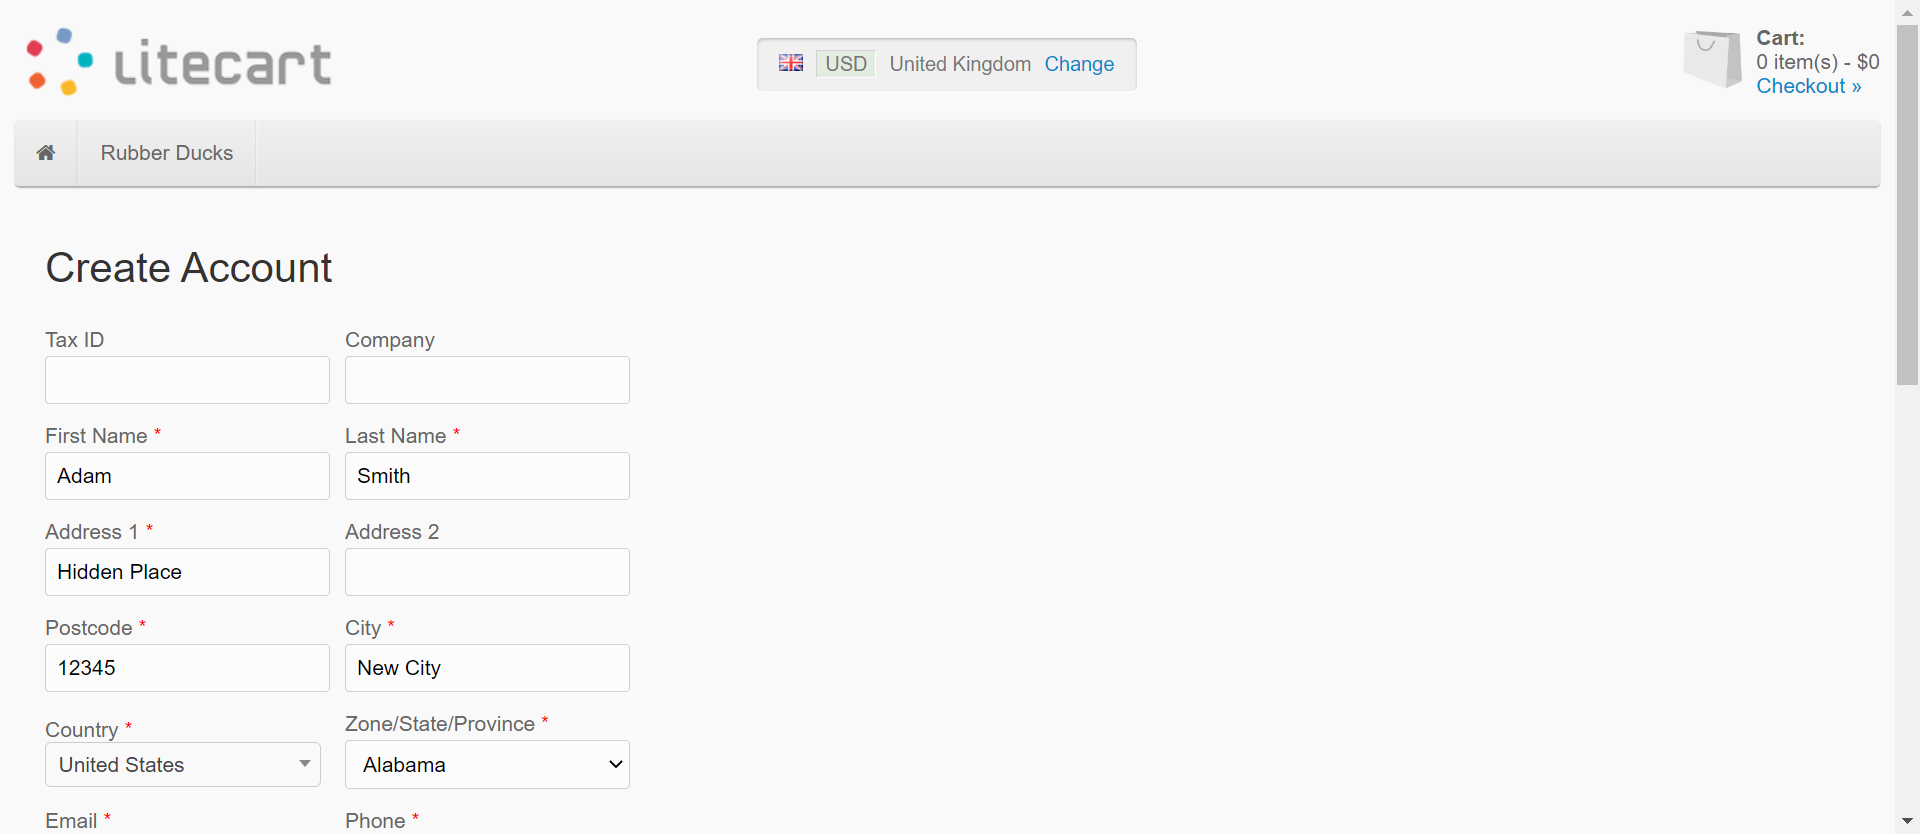 litecart
USD United Kingdom Change
Cart:
0 item(s) - $0
Checkout »
Rubber Ducks
Create Account
Tax ID Company
First Name * Last Name *
Adam Smith
Address 1 * Address 2
Hidden Place
Postcode * City *
12345 New City
Country * Zone/State/Province *
United States Alabama
Email * Phone *